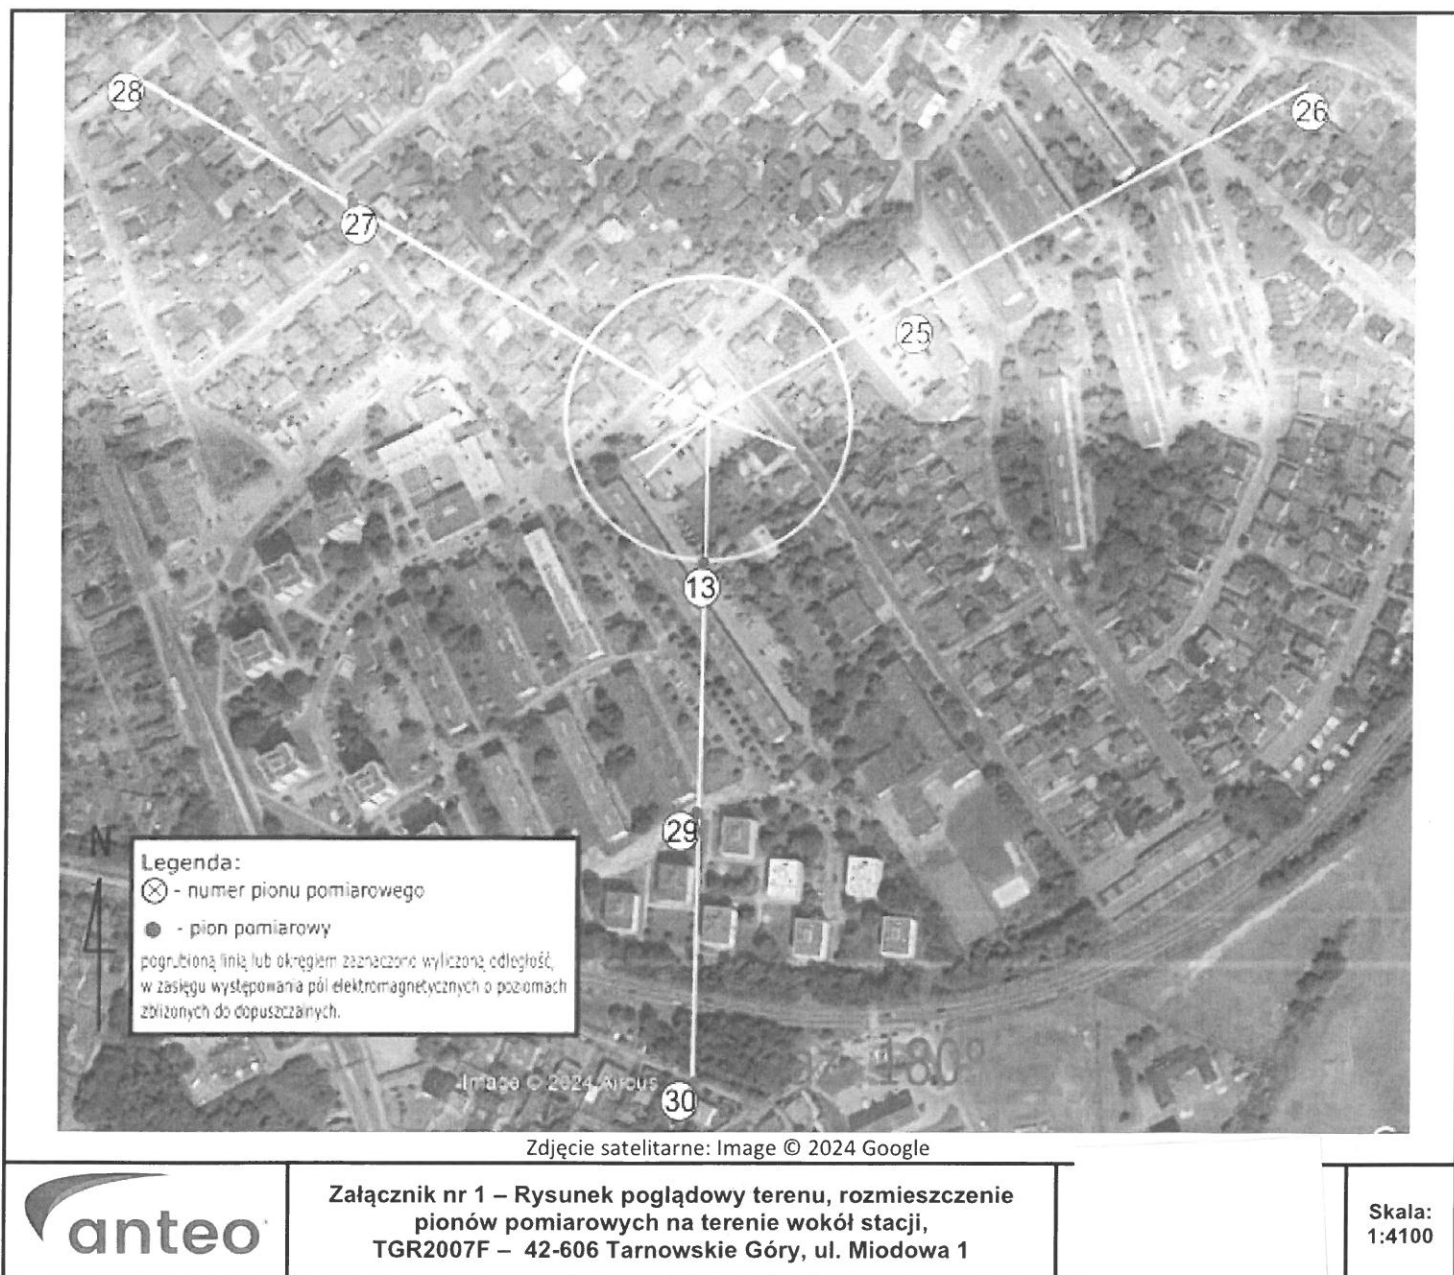 28
26
27
25
13
29
30
N
180°
Legenda:
- numer pionu pomiarowego
- pion pomiarowy
pogrubioną linią lub okręgiem zaznaczono wyliczoną odległość,
w zasięgu występowania pól elektromagnetycznych o poziomach
zbliżonych do dopuszczalnych.
Image © 2024 Airbus
Zdjęcie satelitarne: Image © 2024 Google
anteo
Załącznik nr 1 – Rysunek poglądowy terenu, rozmieszczenie
pionów pomiarowych na terenie wokół stacji,
TGR2007F – 42-606 Tarnowskie Góry, ul. Miodowa 1
Skala:
1:4100